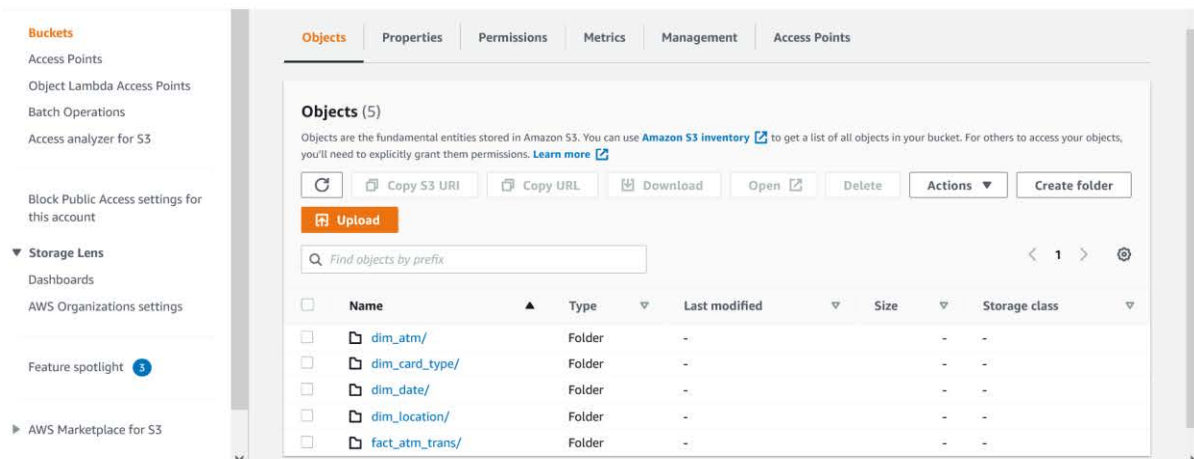 Buckets
Access Points
Object Lambda Access Points
Batch Operations
Access analyzer for S3
Block Public Access settings for
this account
Storage Lens
Dashboards
AWS Organizations settings
Feature spotlight 3
AWS Marketplace for S3
Objects Properties Permissions Metrics Management Access Points
Objects (5)
Objects are the fundamental entities stored in Amazon S3. You can use Amazon S3 inventory to get a list of all objects in your bucket. For others to access your objects,
you'll need to explicitly grant them permissions. Learn more
Copy S3 URI Copy URL Download Open Delete Actions Create folder
Upload
Find objects by prefix
1
Name Type Last modified Size Storage class
dim_atm/ Folder - - -
dim_card_type/ Folder - - -
dim_date/ Folder - - -
dim_location/ Folder - - -
fact_atm_trans/ Folder - - -